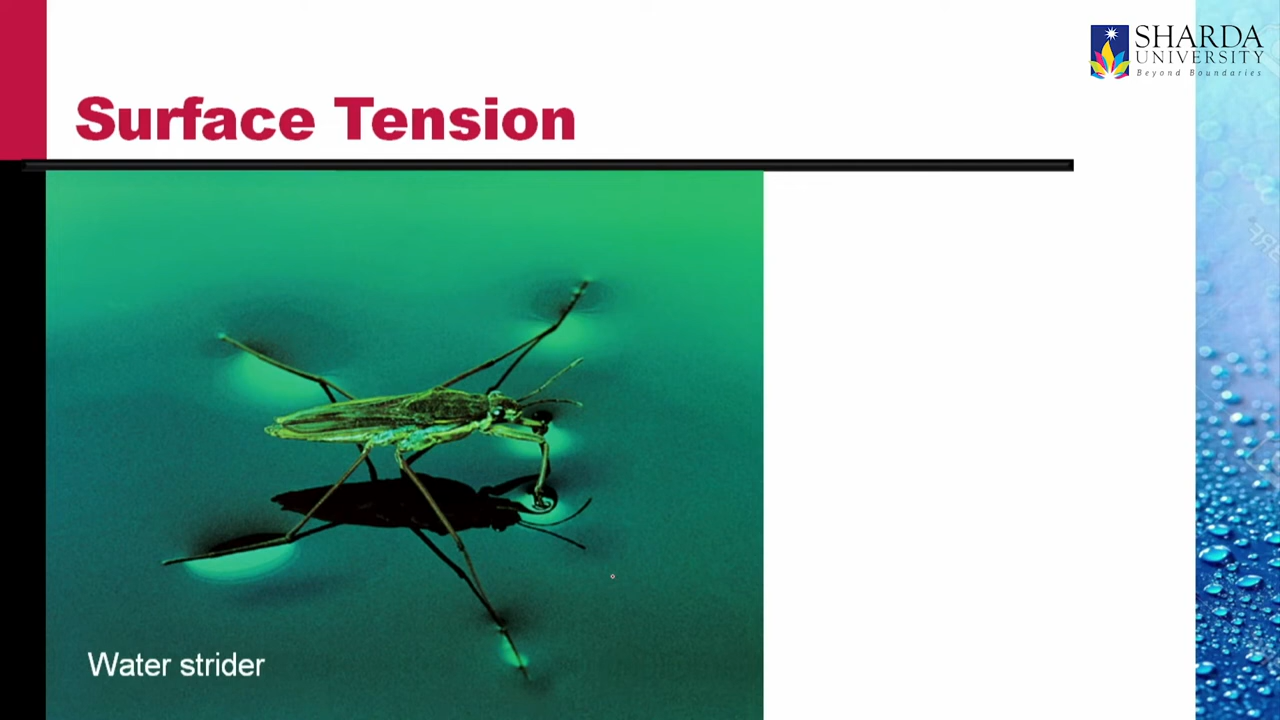 SHARDA
UNIVERSITY
Beyond Boundaries
Surface Tension
Water strider